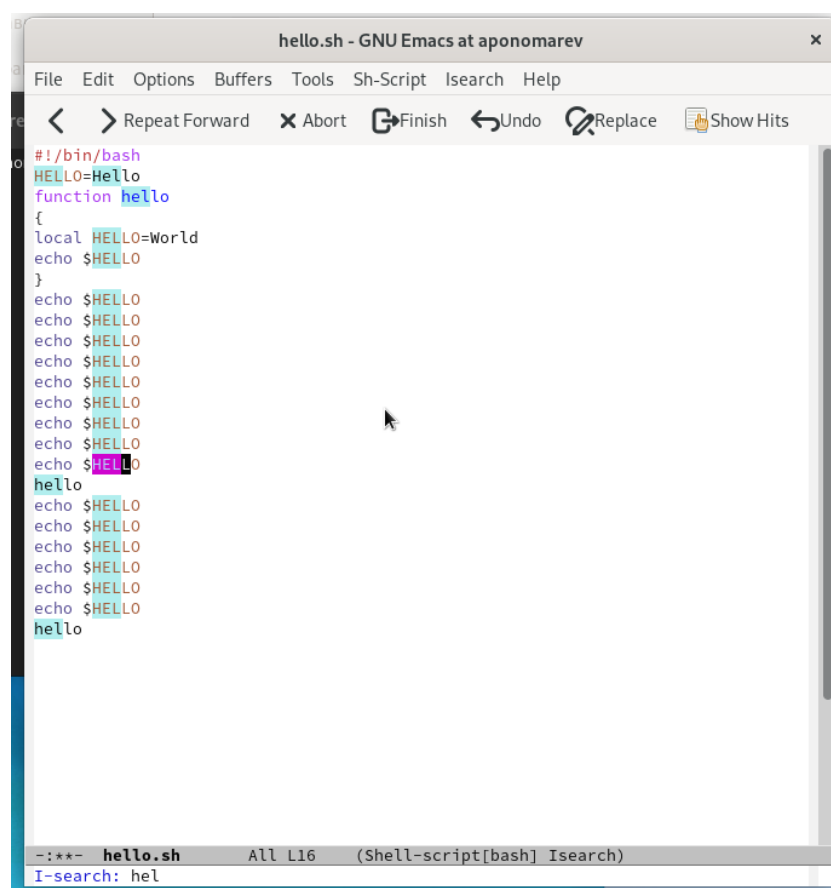 hello.sh - GNU Emacs at aponomarev ×
File Edit Options Buffers Tools Sh-Script Isearch Help
Repeat Forward Abort Finish Undo Replace Show Hits
#!/bin/bash
HELLO=Hello
function hello
{
local HELLO=World
echo $HELLO
}
echo $HELLO
echo $HELLO
echo $HELLO
echo $HELLO
echo $HELLO
echo $HELLO
echo $HELLO
echo $HELLO
echo $HELLO
hello
echo $HELLO
echo $HELLO
echo $HELLO
echo $HELLO
echo $HELLO
echo $HELLO
hello
-:**- hello.sh All L16 (Shell-script[bash] Isearch)
I-search: hel